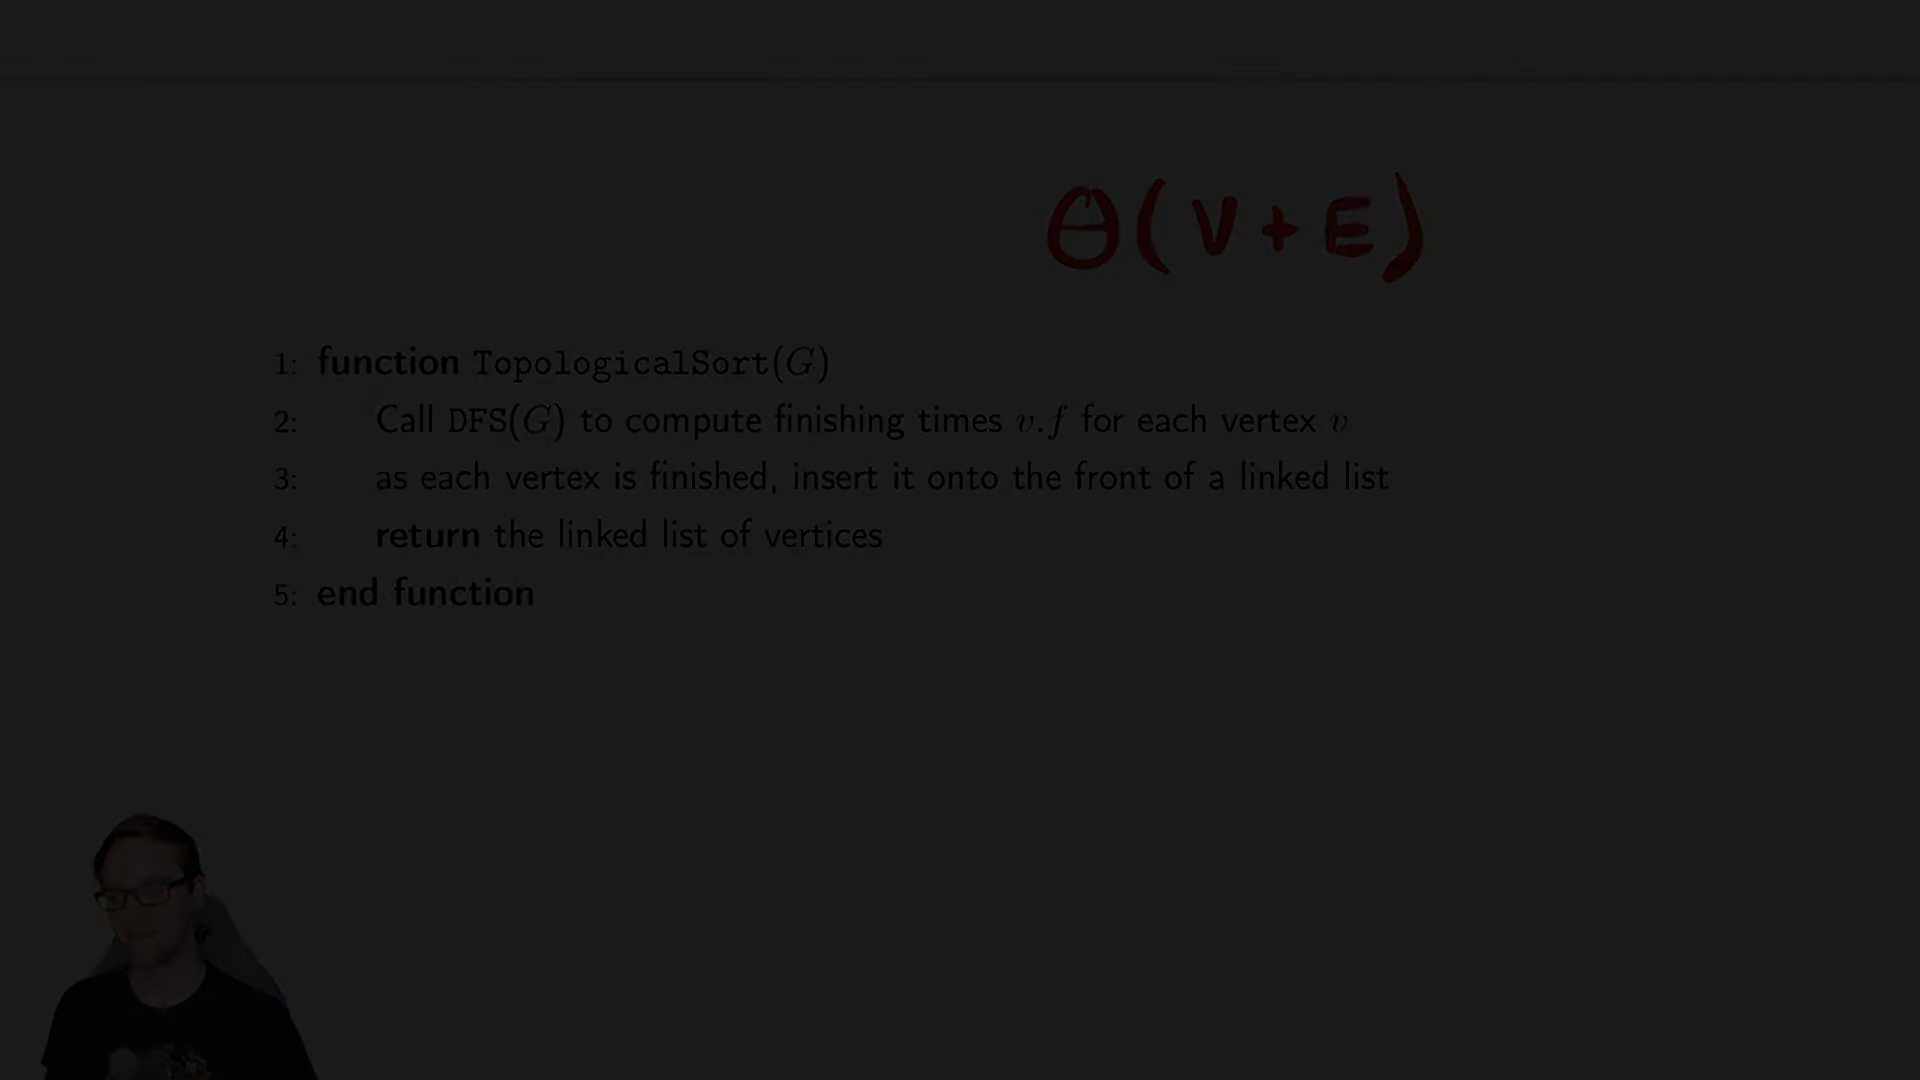 Θ(V+E)
1: function TopologicalSort(G)
2: Call DFS(G) to compute finishing times v.f for each vertex v
3: as each vertex is finished, insert it onto the front of a linked list
4: return the linked list of vertices
5: end function